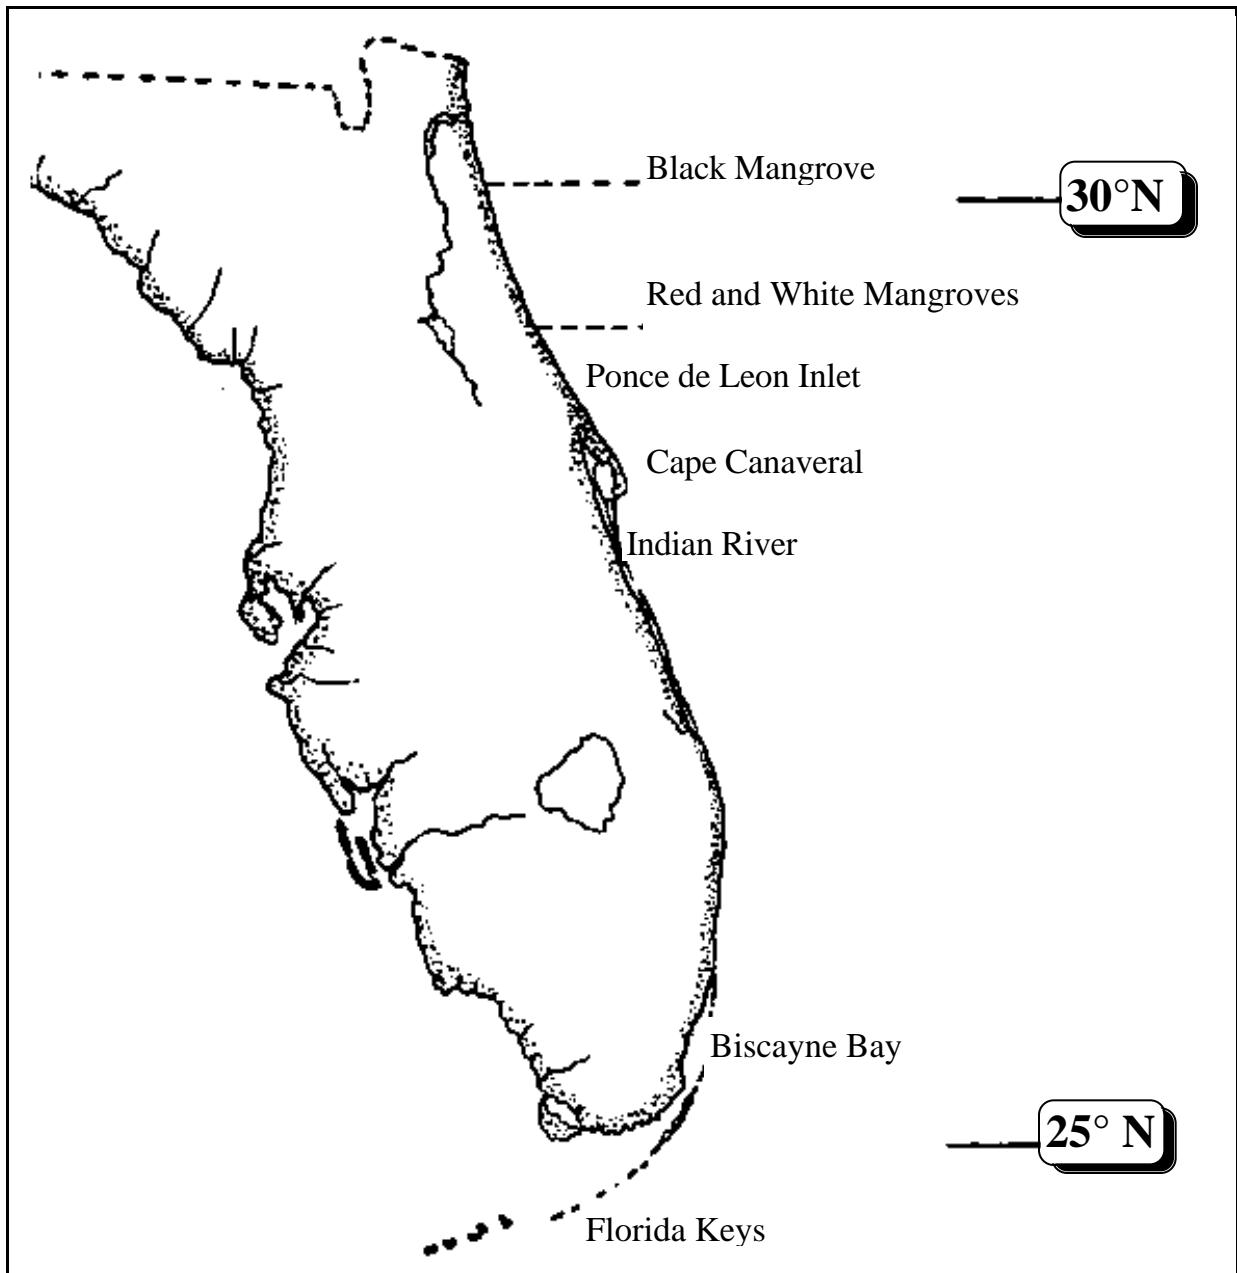 Black Mangrove
30°N
Red and White Mangroves
Ponce de Leon Inlet
Cape Canaveral
Indian River
Biscayne Bay
25° N
Florida Keys